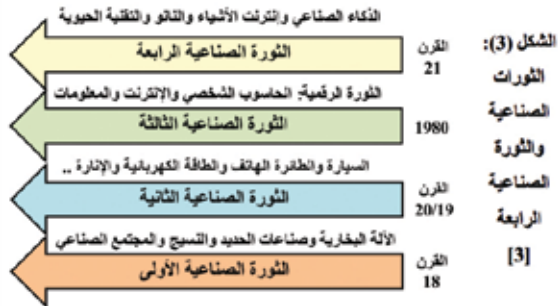 الشكل (3):
الثورات
الصناعية
والثورة
الصناعية
الرابعة
[3]
الذكاء الصناعي وإنترنت الأشياء والنانو والتقنية الحيوية
القرن
21
الثورة الصناعية الرابعة
الثورة الرقمية: الحاسوب الشخصي والإنترنت والمعلومات
1980
الثورة الصناعية الثالثة
السيارة والطائرة الهاتف والطاقة الكهربائية والإنارة ..
القرن
20/19
الثورة الصناعية الثانية
الآلة البخارية وصناعات الحديد والنسيج والمجتمع الصناعي
القرن
18
الثورة الصناعية الأولى